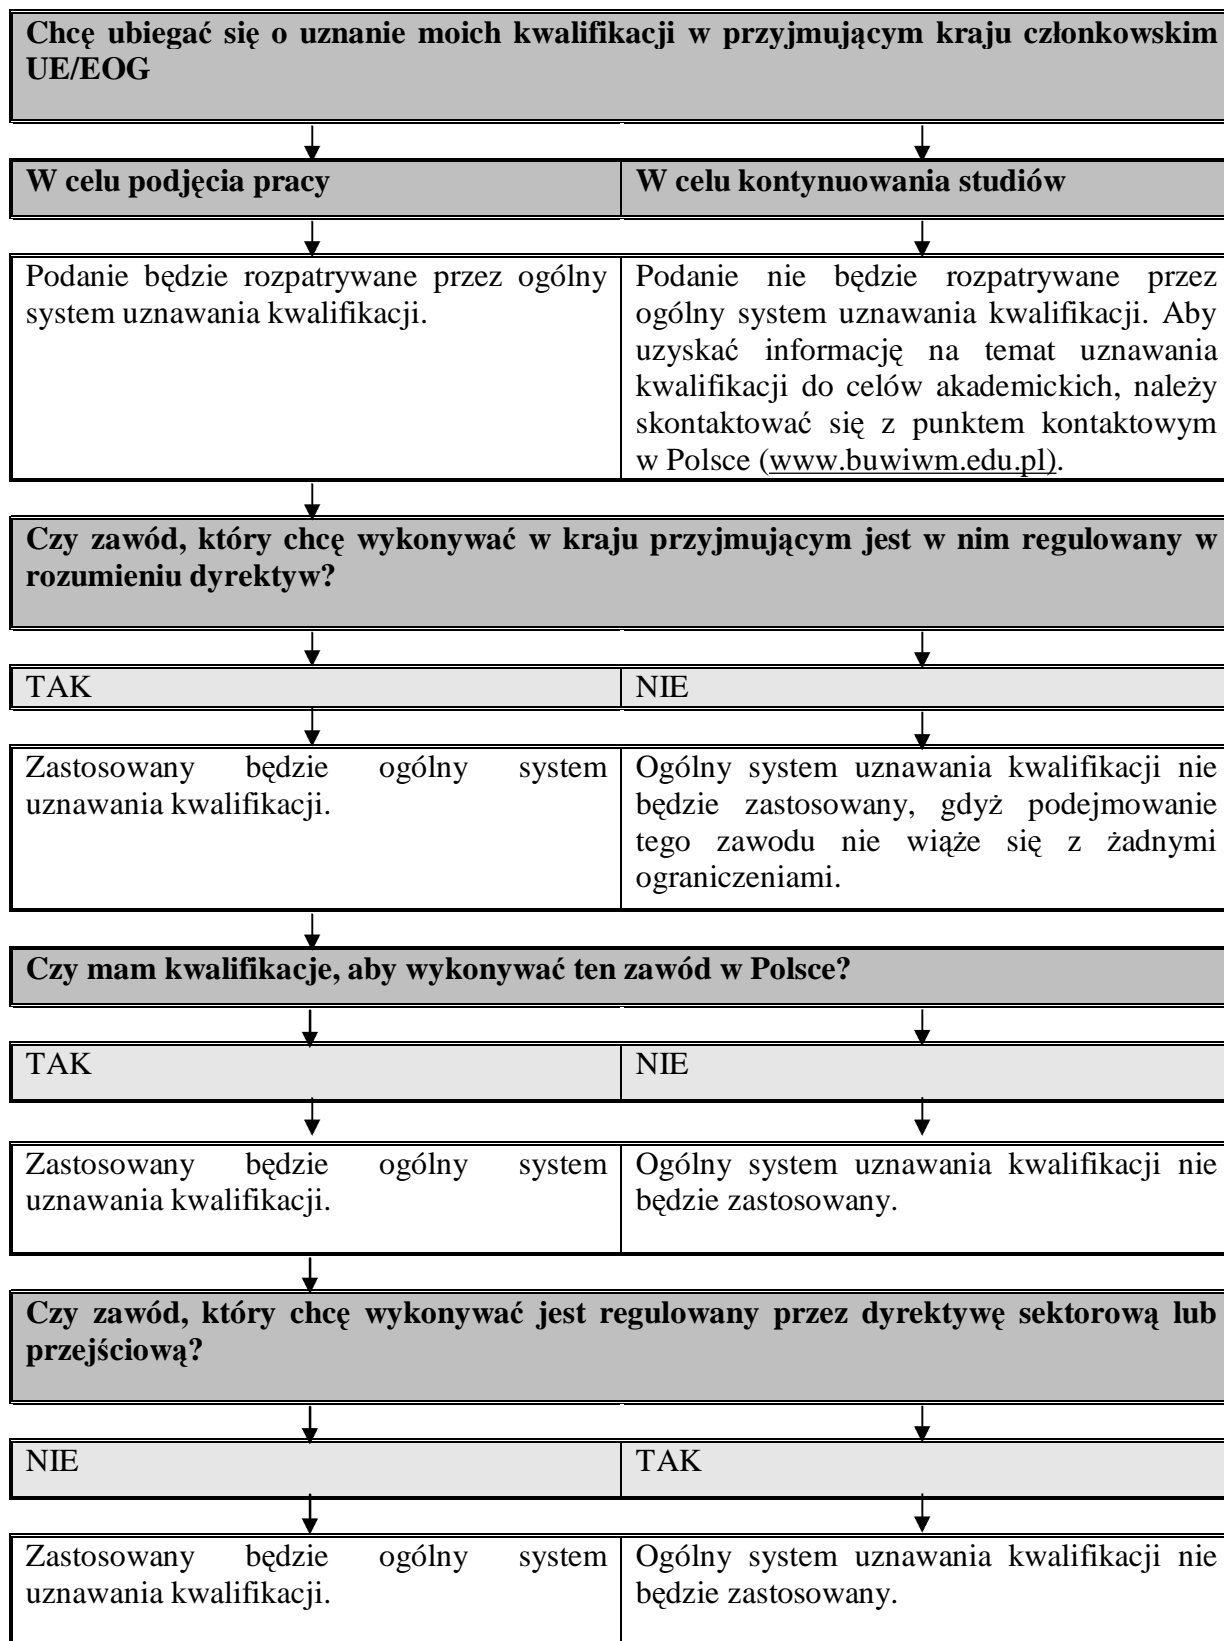 Chcę ubiegać się o uznanie moich kwalifikacji w przyjmującym kraju członkowskim
UE/EOG
W celu podjęcia pracy
W celu kontynuowania studiów
Podanie będzie rozpatrywane przez ogólny
system uznawania kwalifikacji.
Podanie nie będzie rozpatrywane przez
ogólny system uznawania kwalifikacji. Aby
uzyskać informację na temat uznawania
kwalifikacji do celów akademickich, należy
skontaktować się z punktem kontaktowym
w Polsce (www.buwiwm.edu.pl).
Czy zawód, który chcę wykonywać w kraju przyjmującym jest w nim regulowany w
rozumieniu dyrektyw?
TAK
NIE
Zastosowany będzie ogólny system
uznawania kwalifikacji.
Ogólny system uznawania kwalifikacji nie
będzie zastosowany, gdyż podejmowanie
tego zawodu nie wiąże się z żadnymi
ograniczeniami.
Czy mam kwalifikacje, aby wykonywać ten zawód w Polsce?
TAK
NIE
Zastosowany będzie ogólny system
uznawania kwalifikacji.
Ogólny system uznawania kwalifikacji nie
będzie zastosowany.
Czy zawód, który chcę wykonywać jest regulowany przez dyrektywę sektorową lub
przejściową?
NIE
TAK
Zastosowany będzie ogólny system
uznawania kwalifikacji.
Ogólny system uznawania kwalifikacji nie
będzie zastosowany.